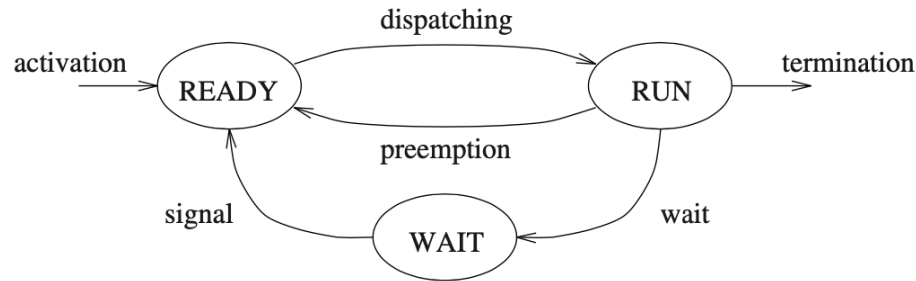 dispatching
activation
READY
RUN
termination
preemption
signal
WAIT
wait